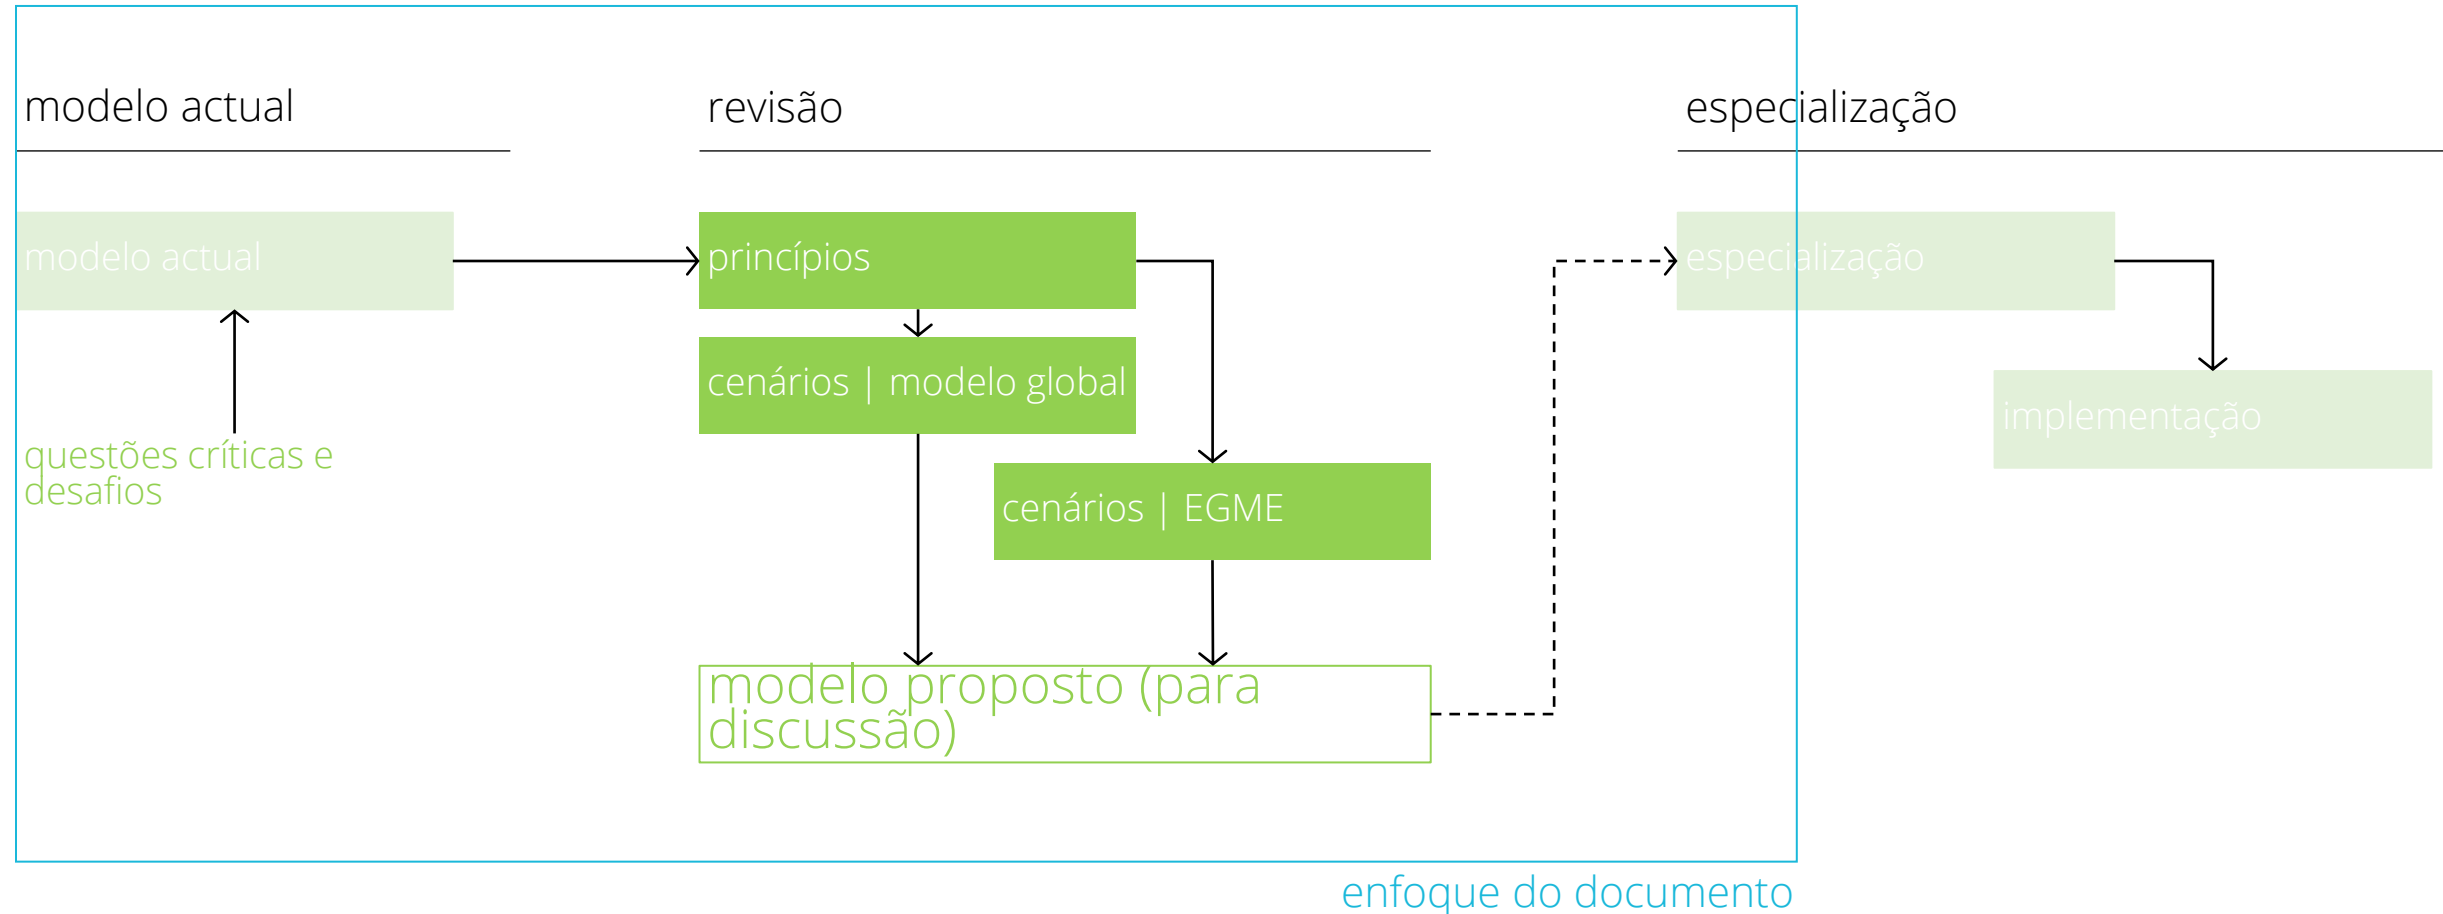 modelo actual
revisão
especialização
modelo actual
princípios
especialização
cenários | modelo global
implementação
questões críticas e
desafios
cenários | EGME
modelo proposto (para
discussão)
enfoque do documento